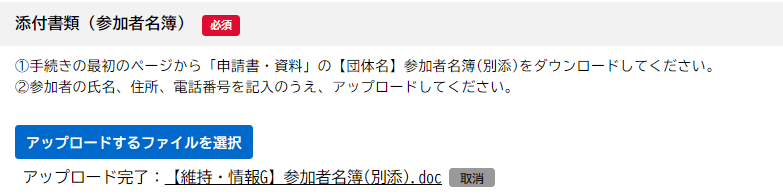 添付書類（参加者名簿） 必須
①手続きの最初のページから「申請書・資料」の【団体名】参加者名簿(別添)をダウンロードしてください。
②参加者の氏名、住所、電話番号を記入のうえ、アップロードしてください。
アップロードするファイルを選択
アップロード完了：【維持・情報G】参加者名簿(別添).doc 取消